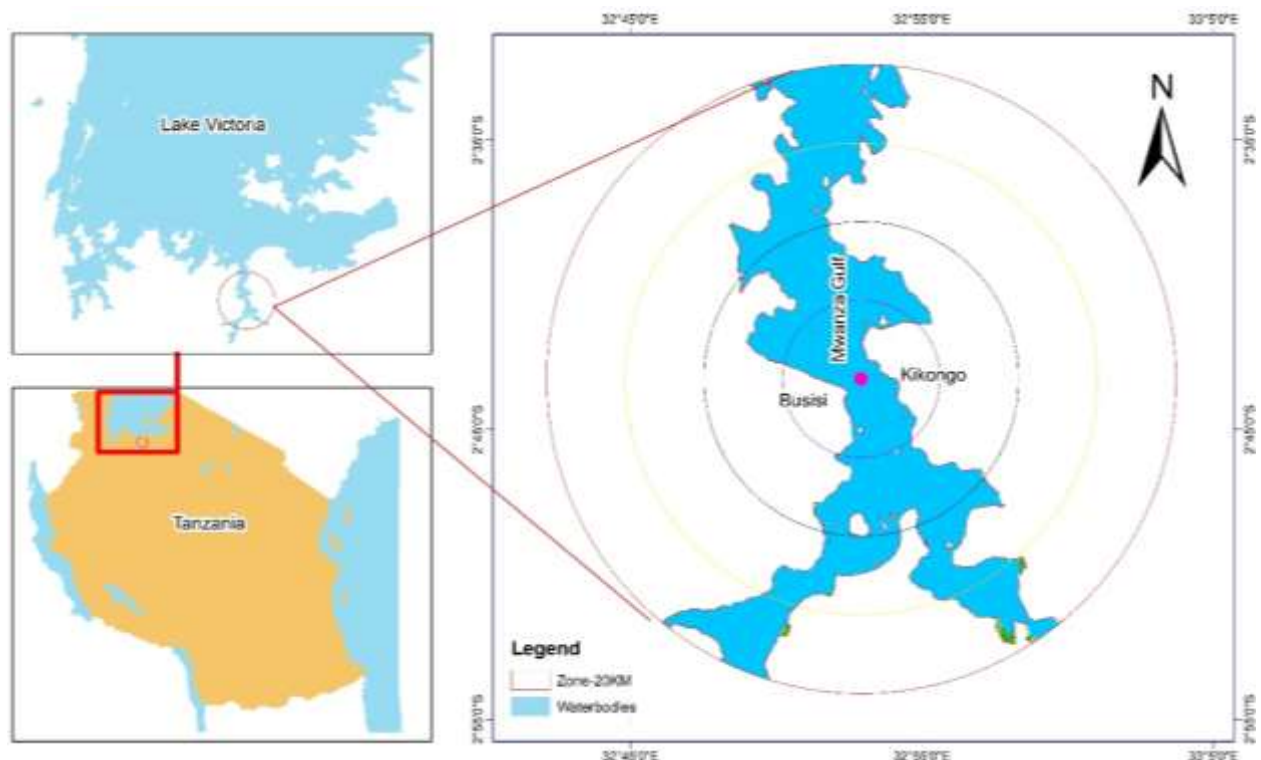 32°45'0"E
32°55'0"E
33°5'0"E
Lake Victoria
N
2°35'0"S
2°35'0"S
Mwanza Gulf
Kikongo
Busisi
2°45'0"S
2°45'0"S
Tanzania
Legend
Zone-20KM
Waterbodies
2°55'0"S
2°55'0"S
32°45'0"E
32°55'0"E
33°5'0"E